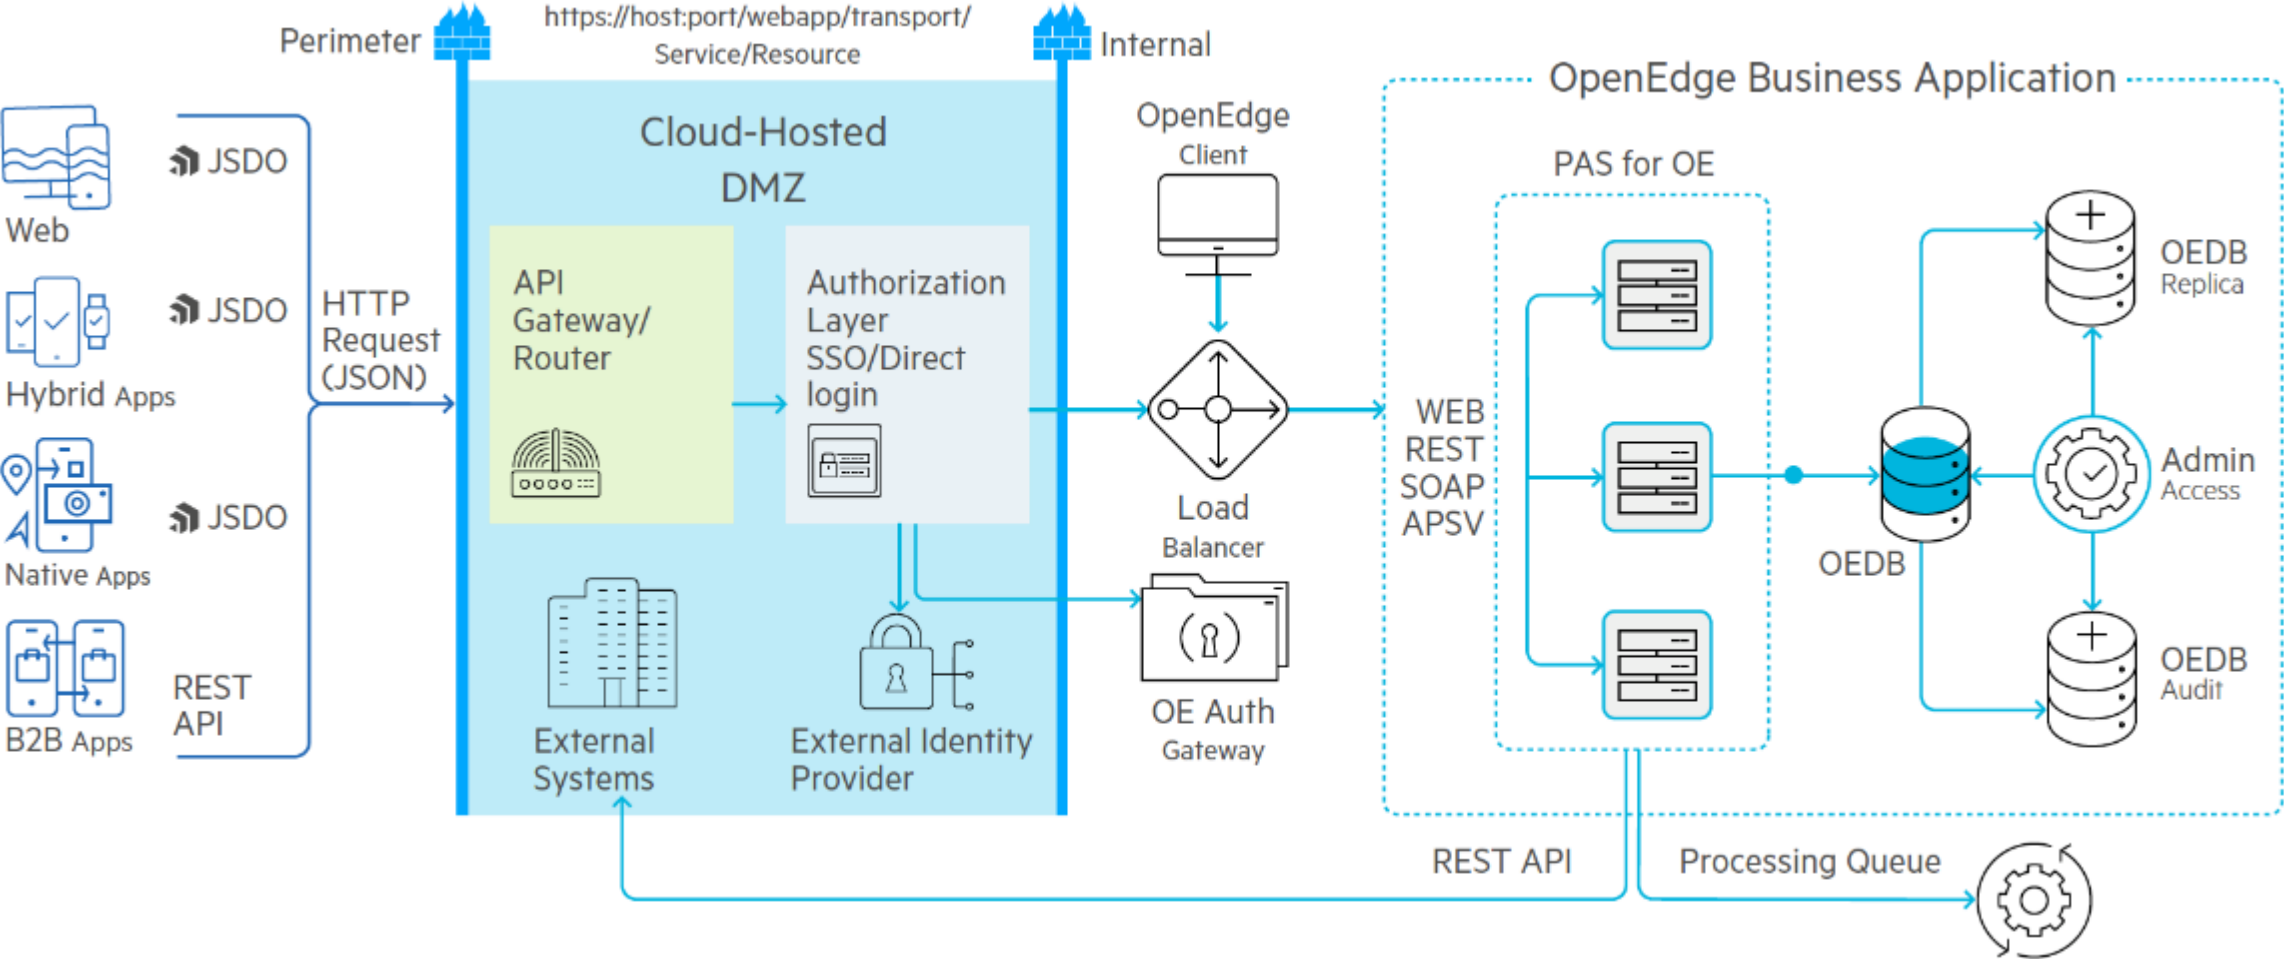 https://host:port/webapp/transport/
Service/Resource
Perimeter
Internal
Web
JSDO
Hybrid Apps
JSDO
Native Apps
JSDO
B2B Apps
REST
API
HTTP
Request
(JSON)
Cloud-Hosted
DMZ
API
Gateway/
Router
Authorization
Layer
SSO/Direct
login
External
Systems
External Identity
Provider
OpenEdge
Client
Load
Balancer
OE Auth
Gateway
OpenEdge Business Application
PAS for OE
WEB
REST
SOAP
APSV
OEDB
OEDB
Replica
Admin
Access
OEDB
Audit
REST API
Processing Queue